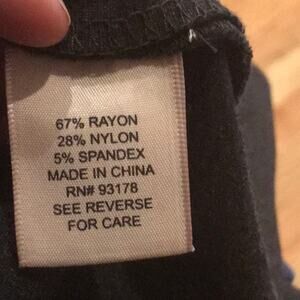 67% RAYON
28% NYLON
5% SPANDEX
MADE IN CHINA
RN# 93178
SEE REVERSE
FOR CARE